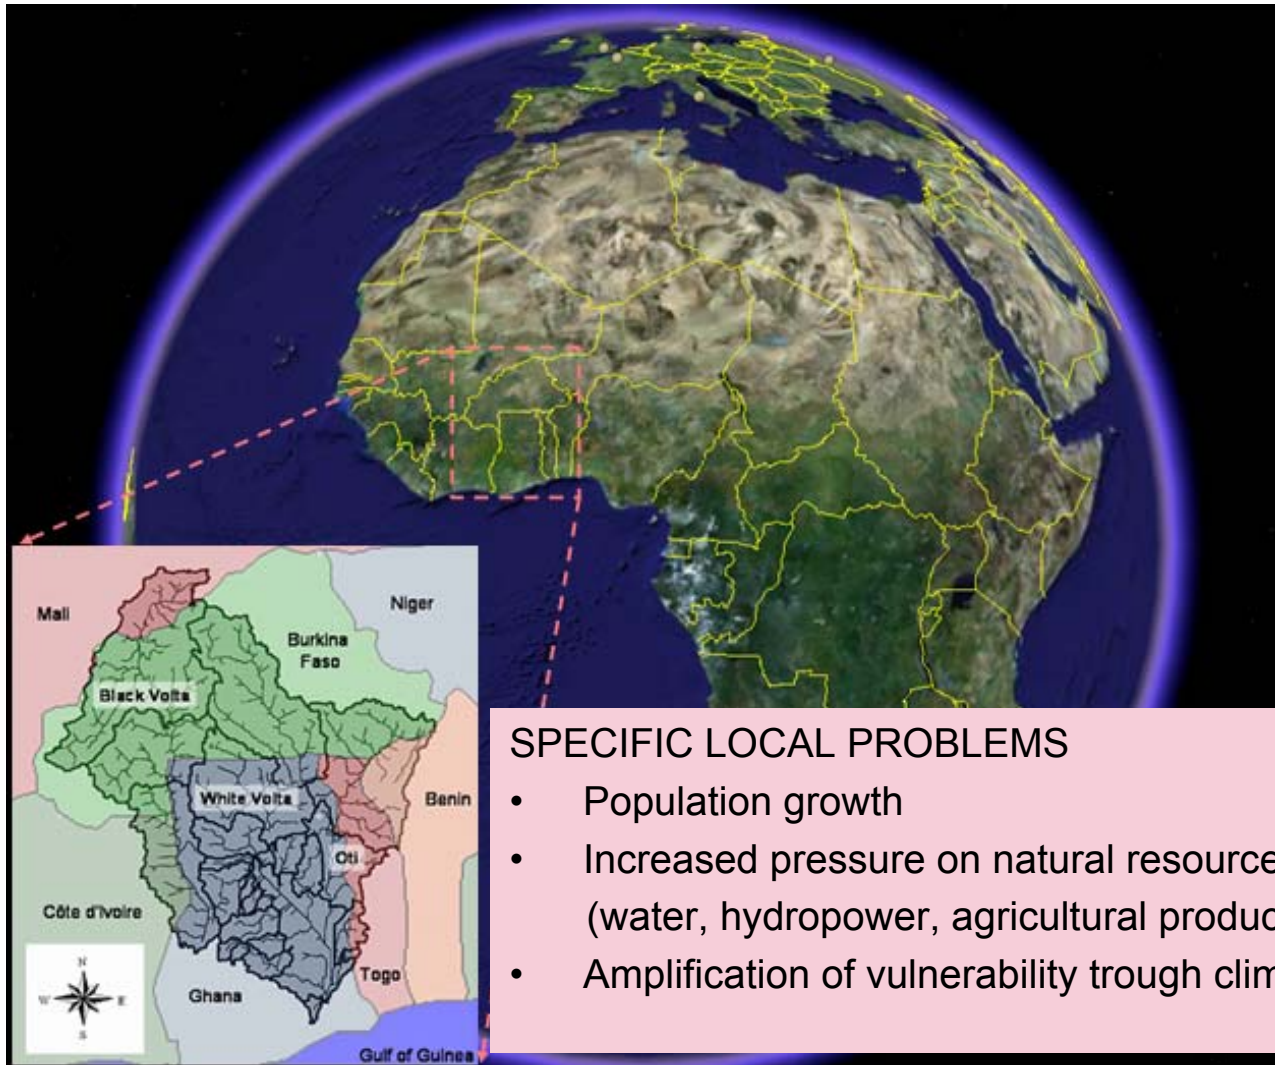 Mali
Niger
Burkina
Faso
Black Volta
White Volta
Benin
Oti
Côte d'Ivoire
Togo
Ghana
N
W
E
S
Gulf of Guinea
SPECIFIC LOCAL PROBLEMS
• Population growth
• Increased pressure on natural resource
(water, hydropower, agricultural produc
• Amplification of vulnerability trough clim